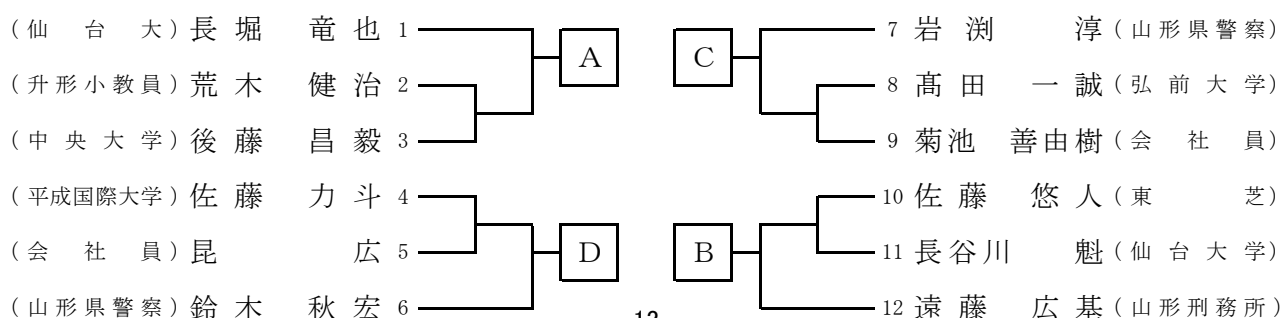 (仙台大)長堀 竜也 1
(升形小教員)荒木 健治 2
(中央大学)後藤 昌毅 3
(平成国際大学)佐藤 力斗 4
(会社員)昆 広 5
(山形県警察)鈴木 秋宏 6
A
D
C
B
7 岩渕 淳(山形県警察)
8 髙田 一誠(弘前大学)
9 菊池 善由樹(会社員)
10 佐藤 悠人(東芝)
11 長谷川 魁(仙台大学)
12 遠藤 広基(山形刑務所)